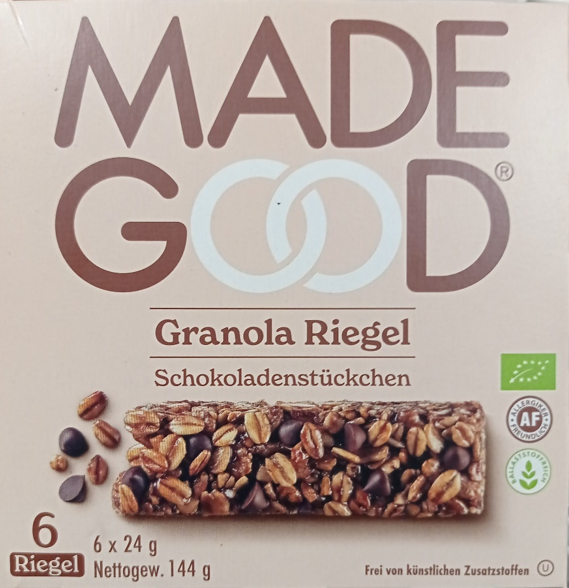 MADE
GOOD®
Granola Riegel
Schokoladenstückchen
ALLERGIKER
AF
FREUNDLICH
BALLASTSTOFFREICH
6
Riegel
6 x 24 g
Nettogew. 144 g
Frei von künstlichen Zusatzstoffen U